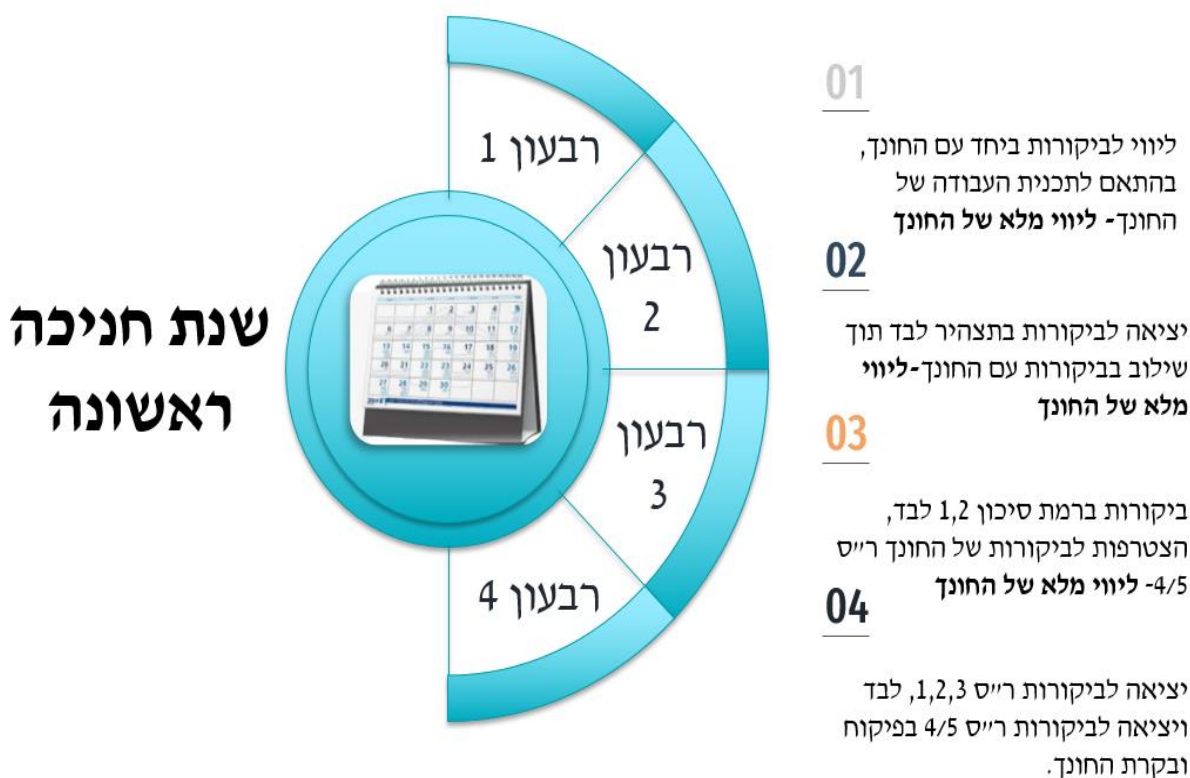 שנת חניכה
ראשונה
רבעון 1
רבעון
2
רבעון
3
רבעון 4
01
ליווי לביקורות ביחד עם החונך,
בהתאם לתכנית העבודה של
החונך- ליווי מלא של החונך
02
יציאה לביקורות בתצהיר לבד תוך
שילוב בביקורות עם החונך-ליווי
מלא של החונך
03
ביקורות ברמת סיכון 1,2 לבד,
הצטרפות לביקורות של החונך ר״ס
4/5- ליווי מלא של החונך
04
יציאה לביקורות ר״ס 1,2,3, לבד
ויציאה לביקורות ר״ס 4/5 בפיקוח
ובקרת החונך.